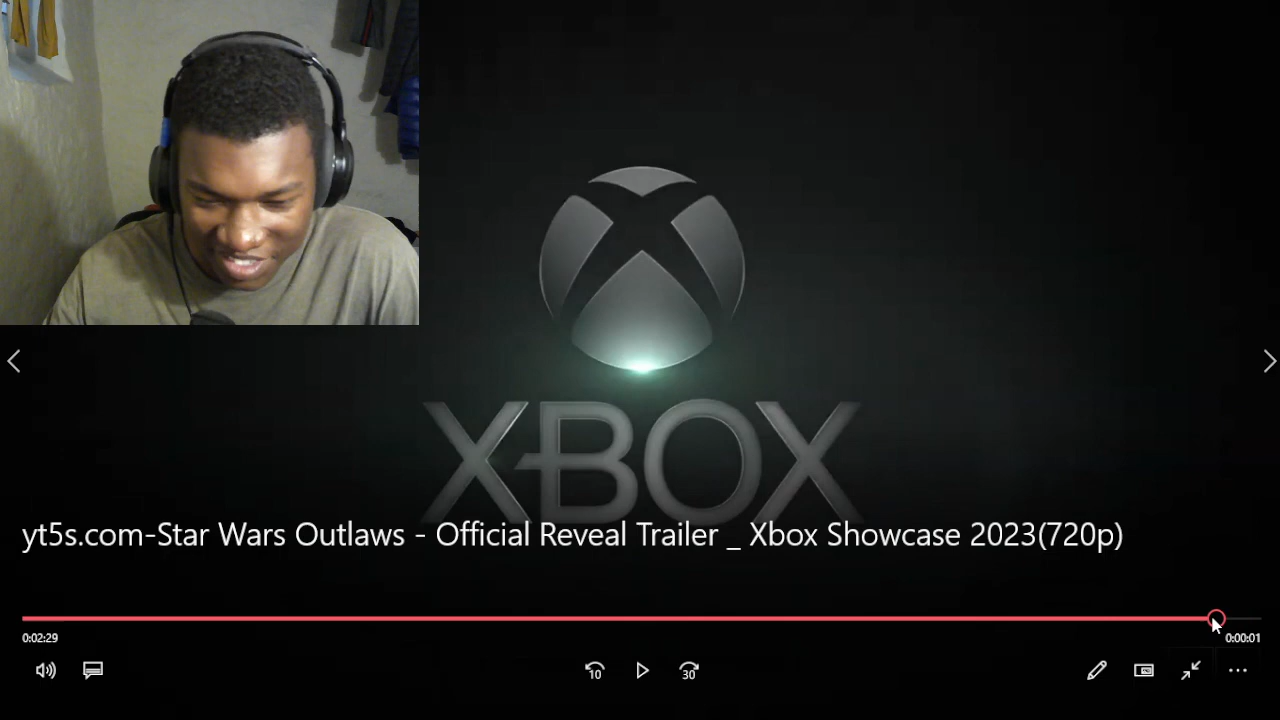 XBOX
yt5s.com-Star Wars Outlaws - Official Reveal Trailer _ Xbox Showcase 2023(720p)
0:02:29
0:00:01
10
30